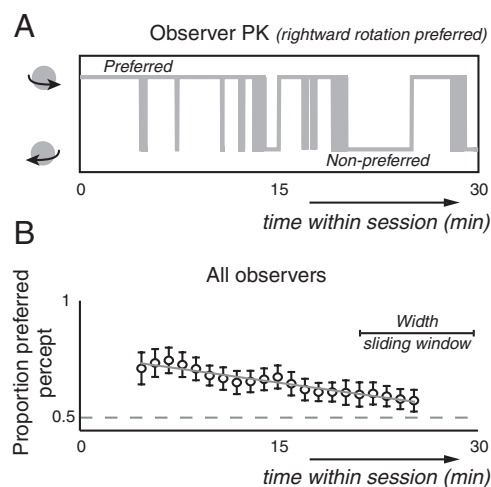 A
Observer PK (rightward rotation preferred)
Preferred
Non-preferred
0 15 30
time within session (min)
B
All observers
Proportion preferred
percept
1
0.5
Width
sliding window
0 15 30
time within session (min)